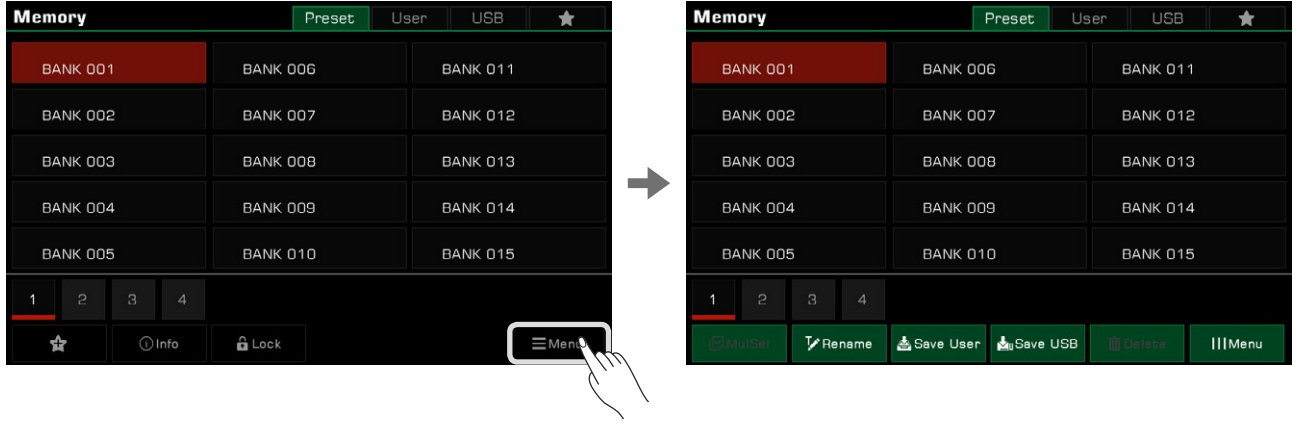 Memory Preset User USB
BANK 001 BANK 006 BANK 011
BANK 002 BANK 007 BANK 012
BANK 003 BANK 008 BANK 013
BANK 004 BANK 009 BANK 014
BANK 005 BANK 010 BANK 015
1 2 3 4
Info Lock Menu
Memory Preset User USB
BANK 001 BANK 006 BANK 011
BANK 002 BANK 007 BANK 012
BANK 003 BANK 008 BANK 013
BANK 004 BANK 009 BANK 014
BANK 005 BANK 010 BANK 015
1 2 3 4
MulSel Rename Save User Save USB Delete Menu